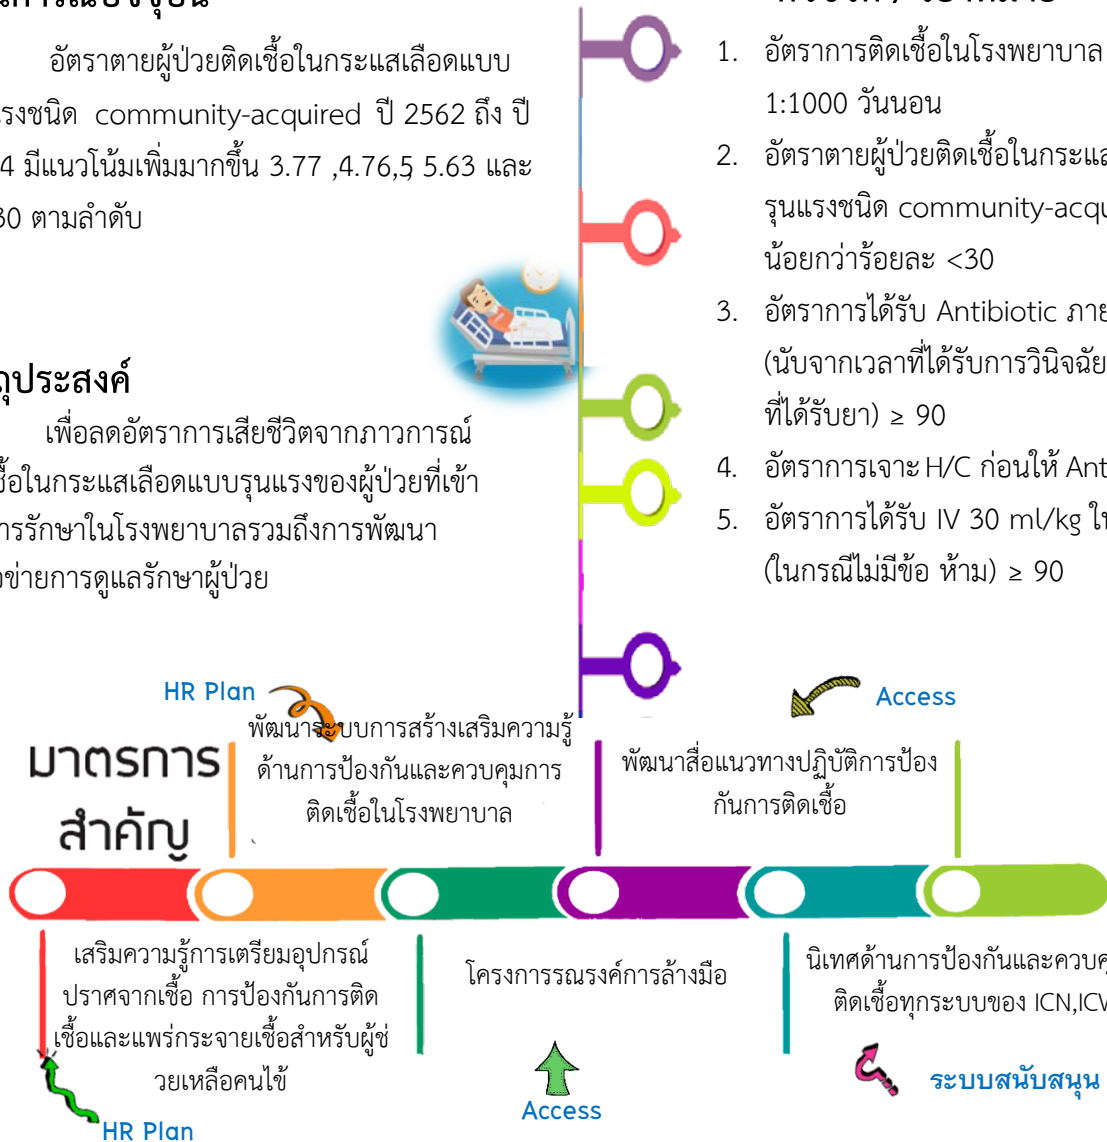 อัตราตายผู้ป่วยติดเชื้อในกระแสเลือดแบบ
แรงชนิด community-acquired ปี 2562 ถึง ปี
4 มีแนวโน้มเพิ่มมากขึ้น 3.77 ,4.76,5 5.63 และ
30 ตามลำดับ
ถุประสงค์
เพื่อลดอัตราการเสียชีวิตจากภาวการณ์
ชื้อในกระแสเลือดแบบรุนแรงของผู้ป่วยที่เข้า
การรักษาในโรงพยาบาลรวมถึงการพัฒนา
อข่ายการดูแลรักษาผู้ป่วย
1. อัตราการติดเชื้อในโรงพยาบาล
1:1000 วันนอน
2. อัตราตายผู้ป่วยติดเชื้อในกระแส
รุนแรงชนิด community-acqu
น้อยกว่าร้อยละ <30
3. อัตราการได้รับ Antibiotic ภาย
(นับจากเวลาที่ได้รับการวินิจฉัย
ที่ได้รับยา) ≥ 90
4. อัตราการเจาะ H/C ก่อนให้ Ant
5. อัตราการได้รับ IV 30 ml/kg ใน
(ในกรณีไม่มีข้อ ห้าม) ≥ 90
มาตรการ
สำคัญ
HR Plan
พัฒนาระบบการสร้างเสริมความรู้
ด้านการป้องกันและควบคุมการ
ติดเชื้อในโรงพยาบาล
Access
พัฒนาสื่อแนวทางปฏิบัติการป้อง
กันการติดเชื้อ
เสริมความรู้การเตรียมอุปกรณ์
ปราศจากเชื้อ การป้องกันการติด
เชื้อและแพร่กระจายเชื้อสำหรับผู้ช่
วยเหลือคนไข้
HR Plan
โครงการรณรงค์การล้างมือ
Access
นิเทศด้านการป้องกันและควบคุ
ติดเชื้อทุกระบบของ ICN,ICW
ระบบสนับสนุน